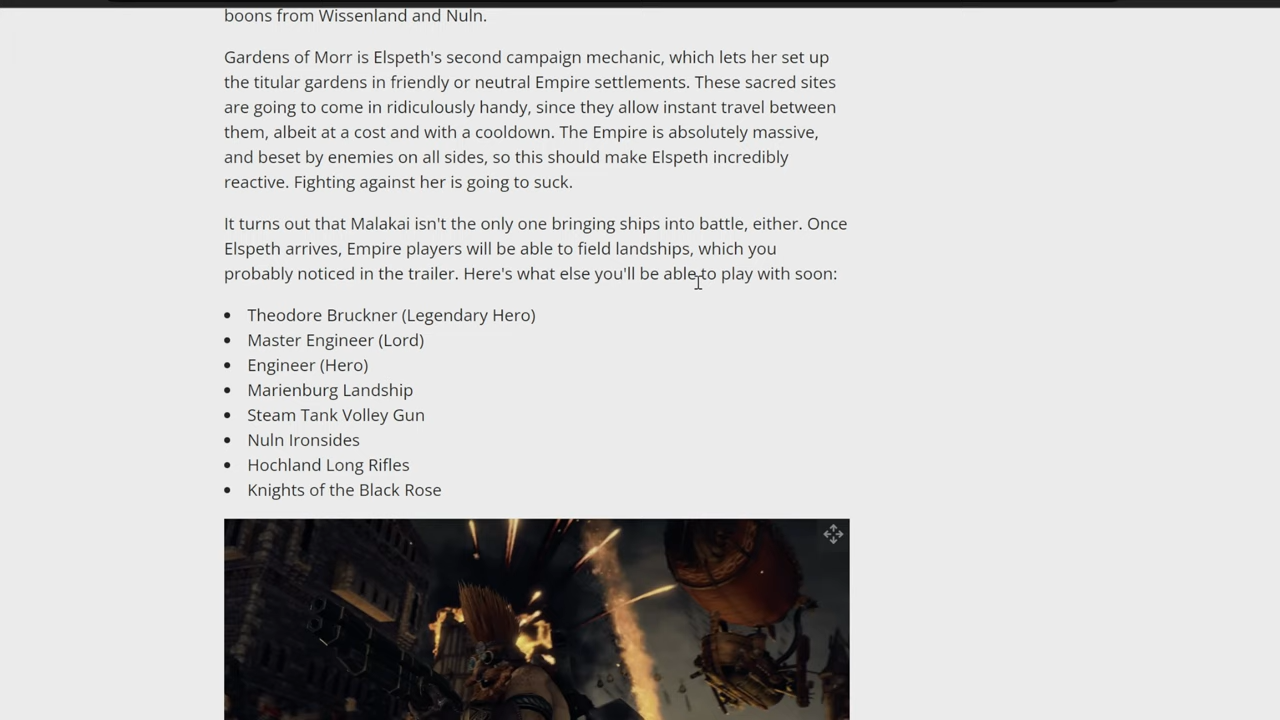 boons from Wissenland and Nuln.
Gardens of Morr is Elspeth's second campaign mechanic, which lets her set up
the titular gardens in friendly or neutral Empire settlements. These sacred sites
are going to come in ridiculously handy, since they allow instant travel between
them, albeit at a cost and with a cooldown. The Empire is absolutely massive,
and beset by enemies on all sides, so this should make Elspeth incredibly
reactive. Fighting against her is going to suck.
It turns out that Malakai isn't the only one bringing ships into battle, either. Once
Elspeth arrives, Empire players will be able to field landships, which you
probably noticed in the trailer. Here's what else you'll be able to play with soon:
• Theodore Bruckner (Legendary Hero)
• Master Engineer (Lord)
• Engineer (Hero)
• Marienburg Landship
• Steam Tank Volley Gun
• Nuln Ironsides
• Hochland Long Rifles
• Knights of the Black Rose